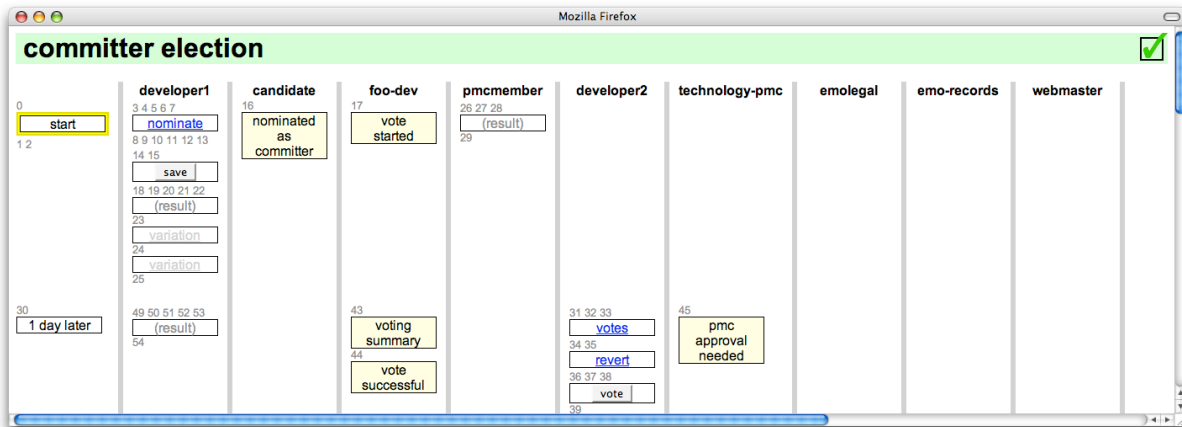 Mozilla Firefox
committer election
developer1 candidate foo-dev pmcmember developer2 technology-pmc emolegal emo-records webmaster
0 3 4 5 6 7 16 17 26 27 28
start nominate nominated vote (result)
as started
committer
1 2 8 9 10 11 12 13 29
14 15
save
18 19 20 21 22
(result)
23
variation
24
variation
25
30 49 50 51 52 53 43 31 32 33 45
1 day later (result) voting votes pmc
summary approval
needed
54 44 34 35
vote revert
successful
36 37 38
vote
39